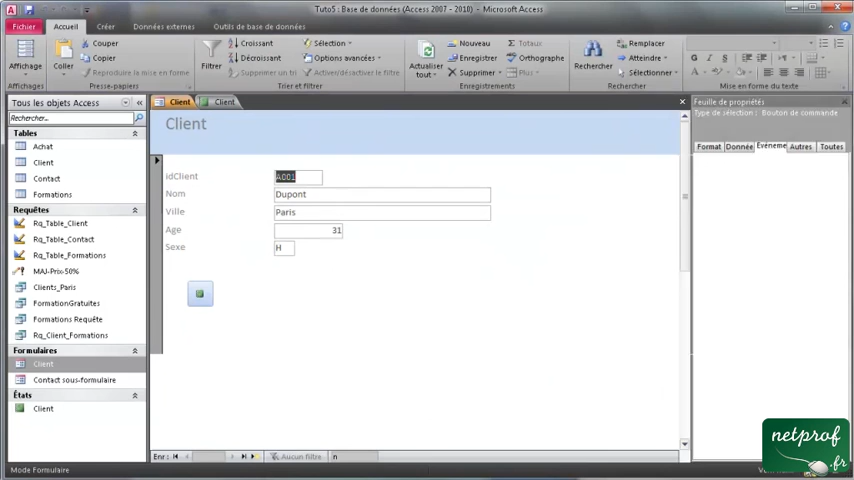 Tuto5 : Base de données (Access 2007 - 2010) - Microsoft Access
Fichier Accueil Créer Données externes Outils de base de données
Affichage
Affichages
Coller
Couper
Copier
Reproduire la mise en forme
Presse-papiers
Filtrer
Croissant
Décroissant
Supprimer un tri
Sélection
Options avancées
Activer/désactiver le filtre
Trier et filtrer
Actualiser tout
Nouveau
Enregistrer
Supprimer
Totaux
Orthographe
Plus
Enregistrements
Rechercher
Remplacer
Atteindre
Sélectionner
Rechercher
G I S
Mise en forme du texte
Tous les objets Access
Rechercher...
Tables
Achat
Client
Contact
Formations
Requêtes
Rq_Table_Client
Rq_Table_Contact
Rq_Table_Formations
MAJ-Prix-50%
Clients_Paris
FormationGratuites
Formations Requête
Rq_Client_Formations
Formulaires
Client
Contact sous-formulaire
États
Client
Client Client
Client
idClient A001
Nom Dupont
Ville Paris
Age 31
Sexe H
Enr : Aucun filtre n
Feuille de propriétés
Type de sélection : Bouton de commande
Format Donnée Événeme Autres Toutes
Mode Formulaire
netprof
.fr